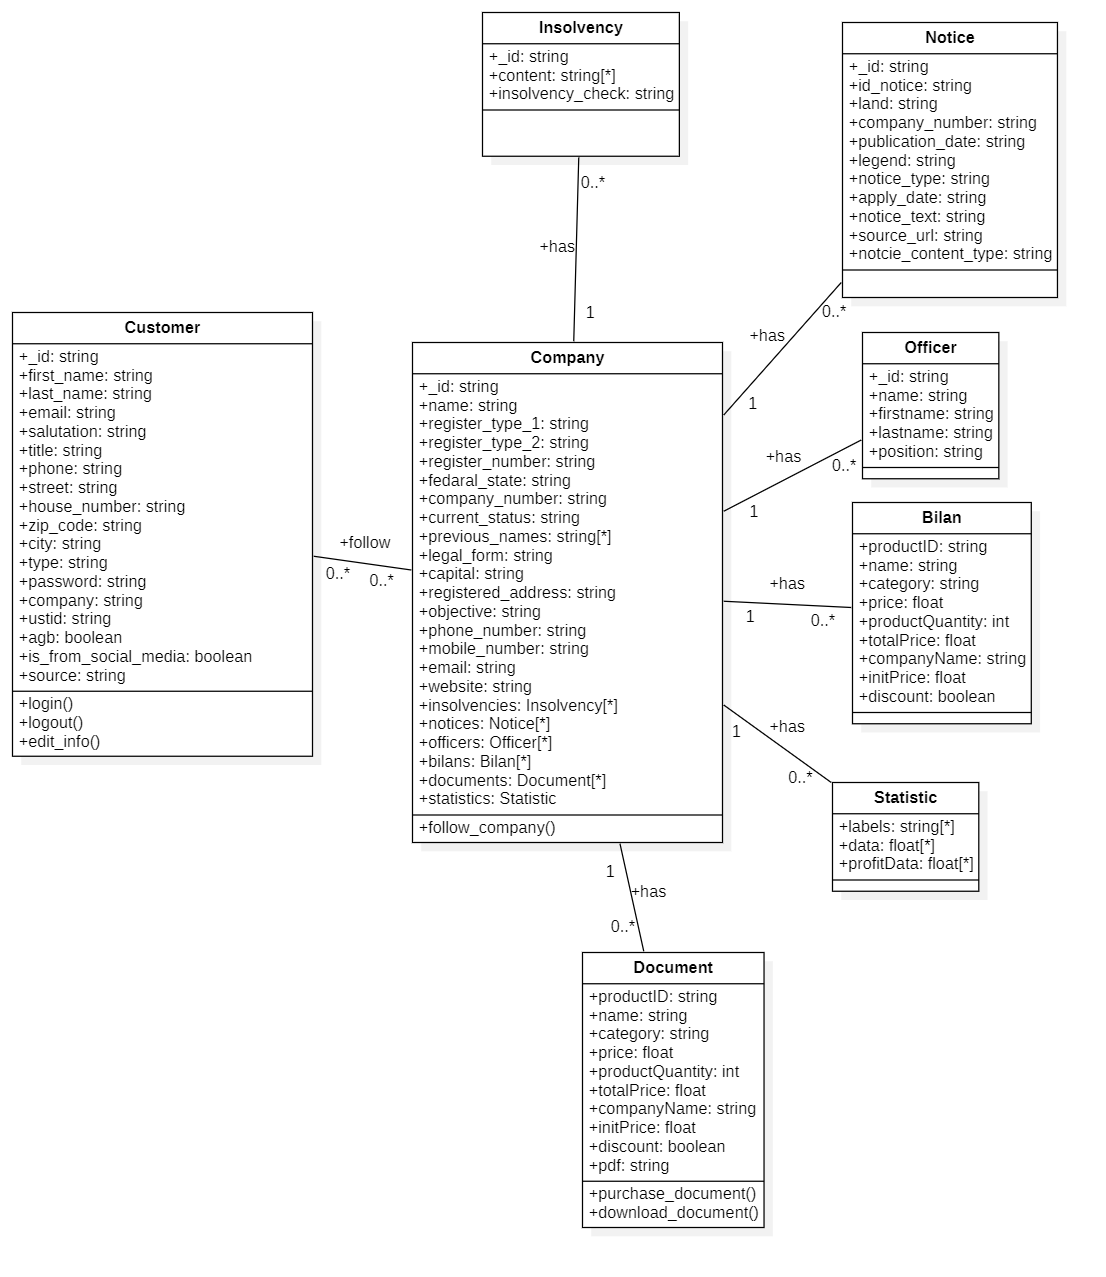 Insolvency
+_id: string
+content: string[*]
+insolvency_check: string
0..*
+has
1
Notice
+_id: string
+id_notice: string
+land: string
+company_number: string
+publication_date: string
+legend: string
+notice_type: string
+apply_date: string
+notice_text: string
+source_url: string
+notcie_content_type: string
0..*
+has
1
Customer
+_id: string
+first_name: string
+last_name: string
+email: string
+salutation: string
+title: string
+phone: string
+street: string
+house_number: string
+zip_code: string
+city: string
+type: string
+password: string
+company: string
+ustid: string
+agb: boolean
+is_from_social_media: boolean
+source: string
+login()
+logout()
+edit_info()
+follow
0..*
0..*
Company
+_id: string
+name: string
+register_type_1: string
+register_type_2: string
+register_number: string
+fedaral_state: string
+company_number: string
+current_status: string
+previous_names: string[*]
+legal_form: string
+capital: string
+registered_address: string
+objective: string
+phone_number: string
+mobile_number: string
+email: string
+website: string
+insolvencies: Insolvency[*]
+notices: Notice[*]
+officers: Officer[*]
+bilans: Bilan[*]
+documents: Document[*]
+statistics: Statistic
+follow_company()
Officer
+_id: string
+name: string
+firstname: string
+lastname: string
+position: string
+has
0..*
1
Bilan
+productID: string
+name: string
+category: string
+price: float
+productQuantity: int
+totalPrice: float
+companyName: string
+initPrice: float
+discount: boolean
+has
1
0..*
+has
1
0..*
Statistic
+labels: string[*]
+data: float[*]
+profitData: float[*]
1
+has
0..*
Document
+productID: string
+name: string
+category: string
+price: float
+productQuantity: int
+totalPrice: float
+companyName: string
+initPrice: float
+discount: boolean
+pdf: string
+purchase_document()
+download_document()